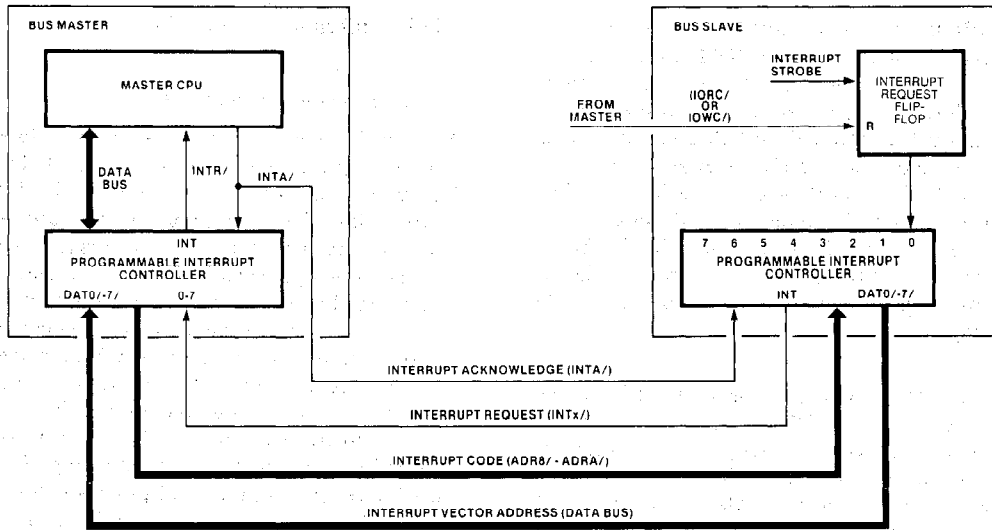 BUS MASTER
MASTER CPU
DATA
BUS
INTR/
INTA/
INT
PROGRAMMABLE INTERRUPT
CONTROLLER
DAT0/-7/ 0-7
BUS SLAVE
INTERRUPT
STROBE
INTERRUPT
REQUEST
FLIP-
FLOP
R
FROM
MASTER
(IORC/
OR
IOWC/)
7 6 5 4 3 2 1 0
PROGRAMMABLE INTERRUPT
CONTROLLER
INT DAT0/-7/
INTERRUPT ACKNOWLEDGE (INTA/)
INTERRUPT REQUEST (INTx/)
INTERRUPT CODE (ADR8/ - ADRA/)
INTERRUPT VECTOR ADDRESS (DATA BUS)